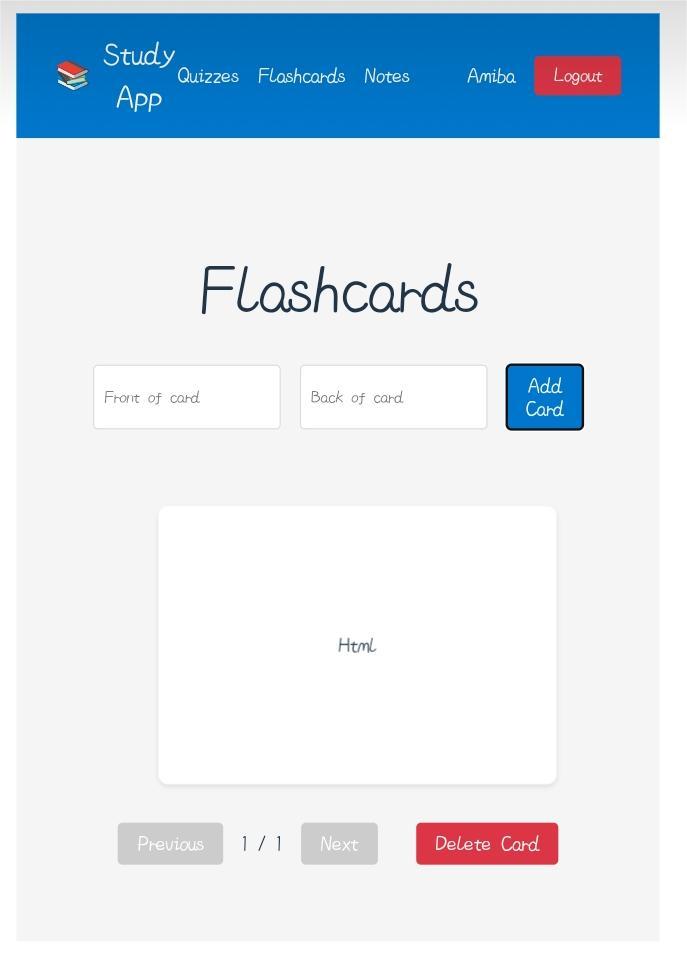 Study
App
Quizzes Flashcards Notes Amiba Logout
Flashcards
Front of card Back of card Add
Card
Html
Previous 1 / 1 Next Delete Card